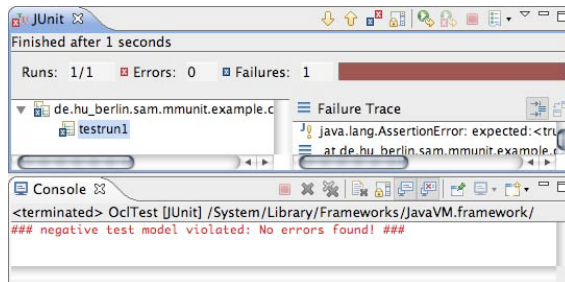 JUnit
Finished after 1 seconds
Runs: 1/1 Errors: 0 Failures: 1
de.hu_berlin.sam.mmunit.example.c
testrun1
Failure Trace
java.lang.AssertionError: expected:<tru
at de.hu_berlin.sam.mmunit.example.
Console
<terminated> OclTest [JUnit] /System/Library/Frameworks/JavaVM.framework/
### negative test model violated: No errors found! ###